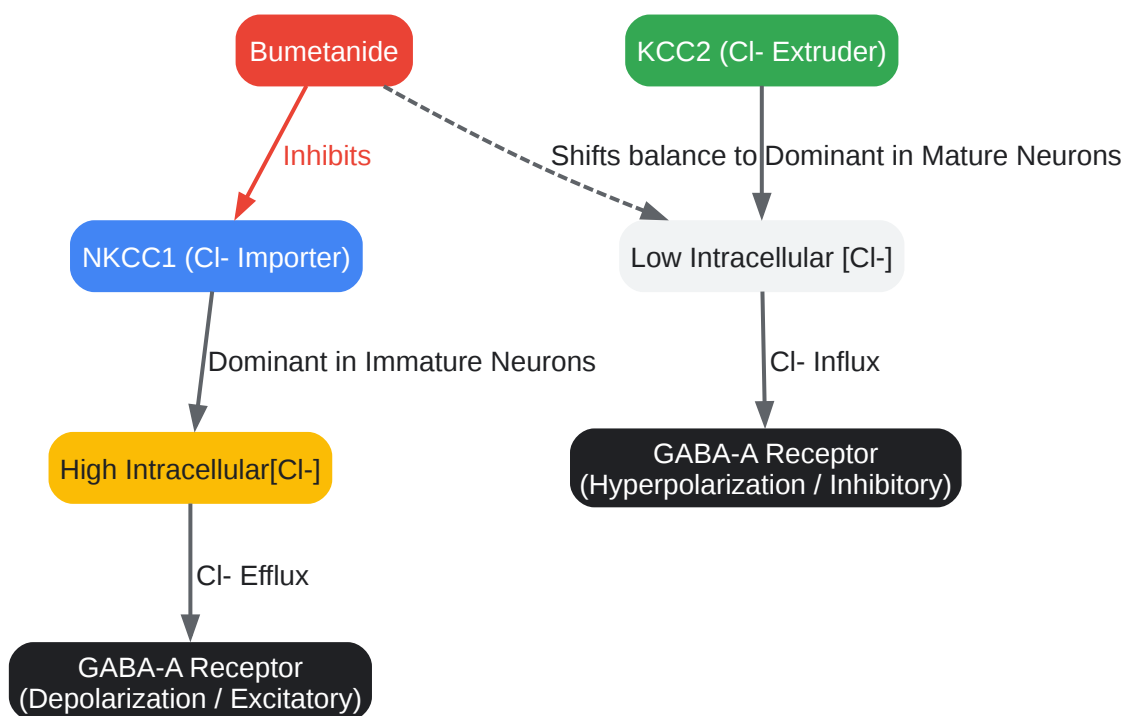 Bumetanide
KCC2 (Cl- Extruder)
Inhibits
Shifts balance to
Dominant in Mature Neurons
NKCC1 (Cl- Importer)
Low Intracellular [Cl-]
Dominant in Immature Neurons
Cl- Influx
High Intracellular[Cl-]
GABA-A Receptor
(Hyperpolarization / Inhibitory)
Cl- Efflux
GABA-A Receptor
(Depolarization / Excitatory)